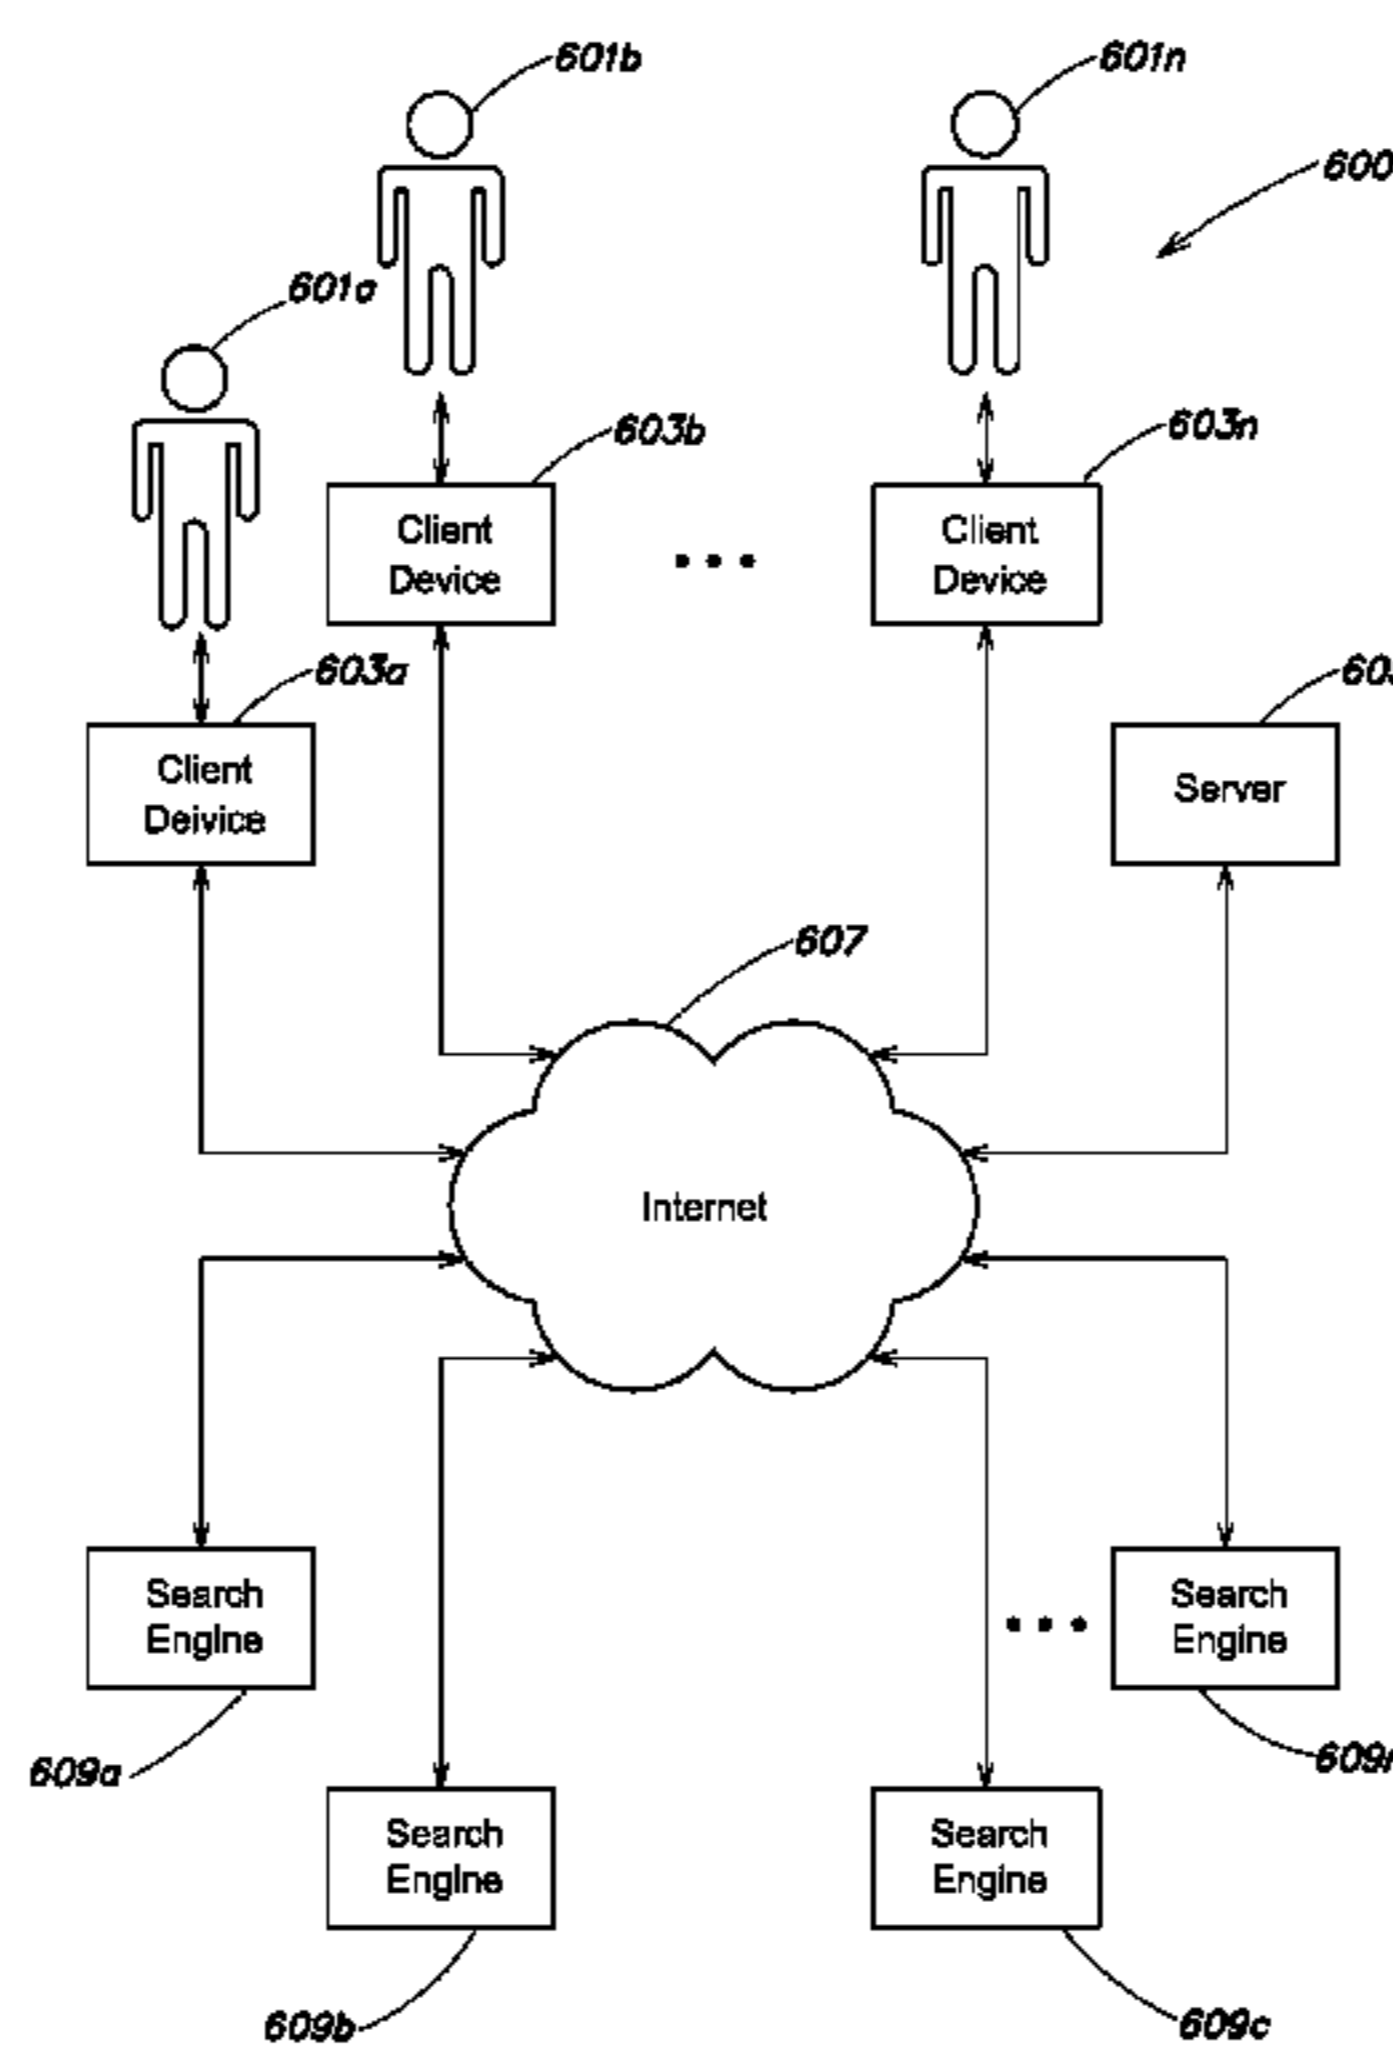 601b
601n
600
601a
603b
603n
Client
Device
Client
Device
603a
Client
Deivice
Server
607
Internet
Search
Engine
Search
Engine
609a
Search
Engine
Search
Engine
609b
609c